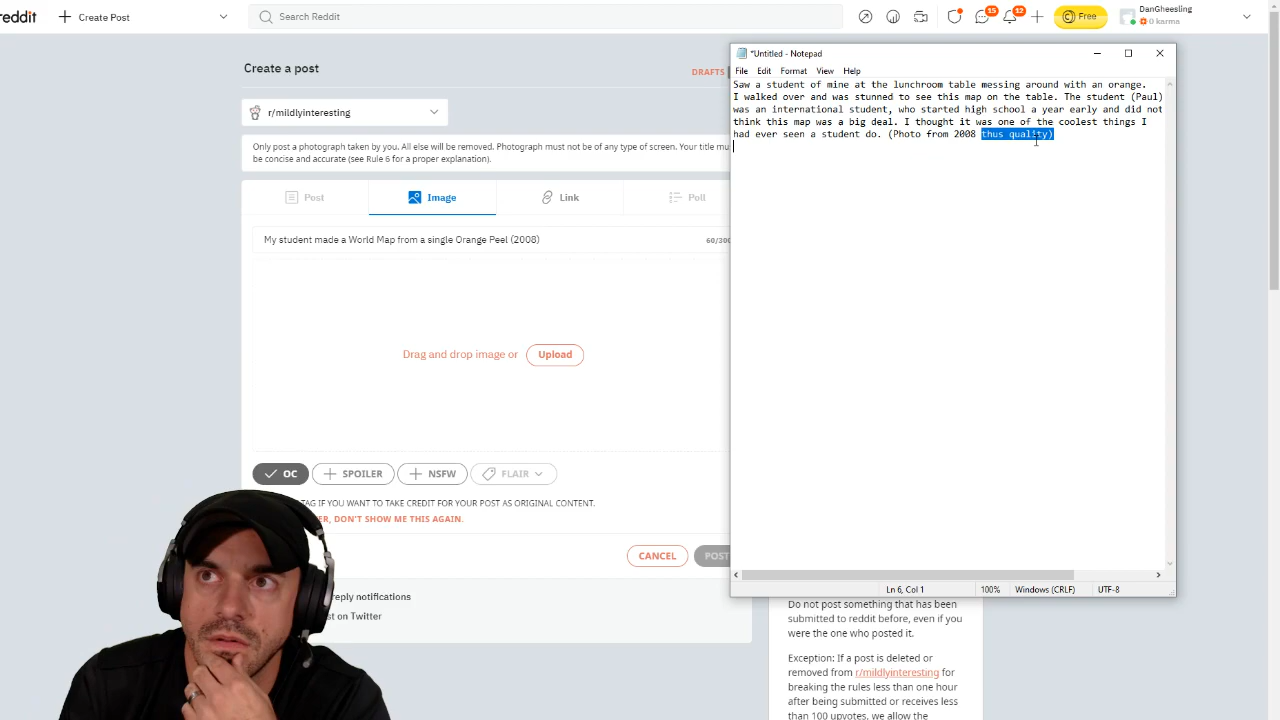 reddit
Create Post
Search Reddit
15
12
Free
DanGheesling
0 karma
Create a post
DRAFTS
r/mildlyinteresting
Only post a photograph taken by you. All else will be removed. Photograph must not be of any type of screen. Your title must
be concise and accurate (see Rule 6 for a proper explanation).
Post
Image
Link
Poll
My student made a World Map from a single Orange Peel (2008)
60/300
Drag and drop image or
Upload
OC
SPOILER
NSFW
FLAIR
TAG IF YOU WANT TO TAKE CREDIT FOR YOUR POST AS ORIGINAL CONTENT.
ER, DON'T SHOW ME THIS AGAIN.
CANCEL
POST
reply notifications
st on Twitter
*Untitled - Notepad
File Edit Format View Help
Saw a student of mine at the lunchroom table messing around with an orange.
I walked over and was stunned to see this map on the table. The student (Paul)
was an international student, who started high school a year early and did not
think this map was a big deal. I thought it was one of the coolest things I
had ever seen a student do. (Photo from 2008 thus quality)
Ln 6, Col 1
100%
Windows (CRLF)
UTF-8
Do not post something that has been
submitted to reddit before, even if you
were the one who posted it.
Exception: If a post is deleted or
removed from r/mildlyinteresting for
breaking the rules less than one hour
after being submitted or receives less
than 100 upvotes, we allow the